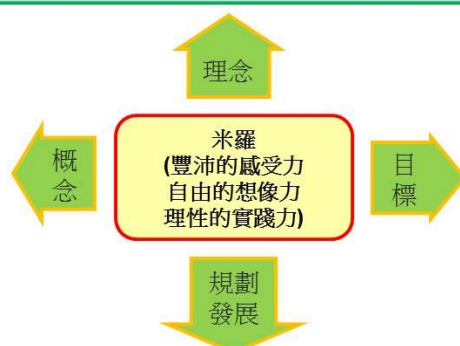 理念
概
念
米羅
(豐沛的感受力
自由的想像力
理性的實踐力)
目
標
規劃
發展